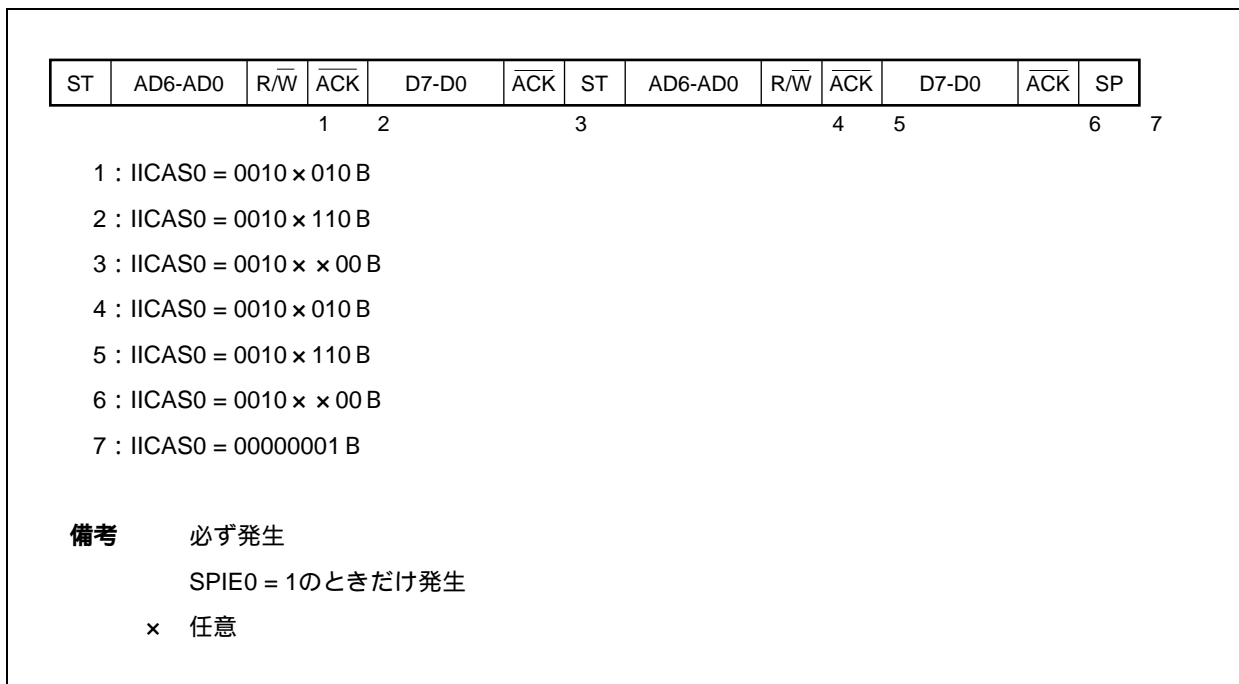 ST AD6-AD0 R/W ACK D7-D0 ACK ST AD6-AD0 R/W ACK D7-D0 ACK SP
1 2 3 4 5 6 7
1：IICAS0 = 0010×010 B
2：IICAS0 = 0010×110 B
3：IICAS0 = 0010××00 B
4：IICAS0 = 0010×010 B
5：IICAS0 = 0010×110 B
6：IICAS0 = 0010××00 B
7：IICAS0 = 00000001 B
備考 必ず発生
SPIE0 = 1のときだけ発生
× 任意